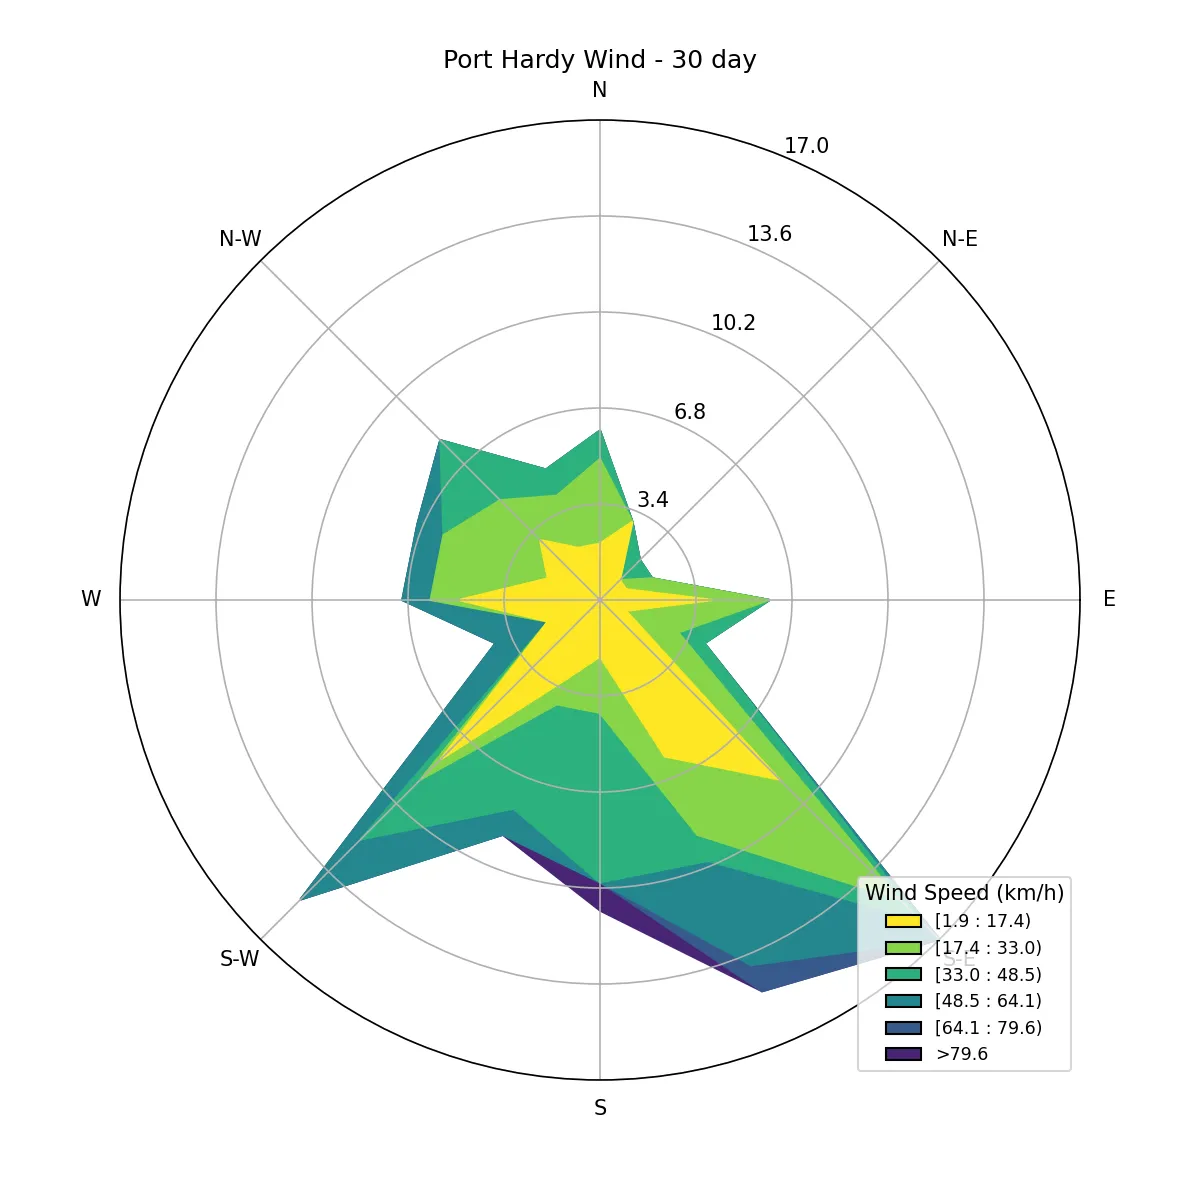 Port Hardy Wind - 30 day
N
17.0
N-W
13.6
N-E
10.2
6.8
3.4
W
E
S-W
S-E
Wind Speed (km/h)
[1.9 : 17.4)
[17.4 : 33.0)
[33.0 : 48.5)
[48.5 : 64.1)
[64.1 : 79.6)
>79.6
S